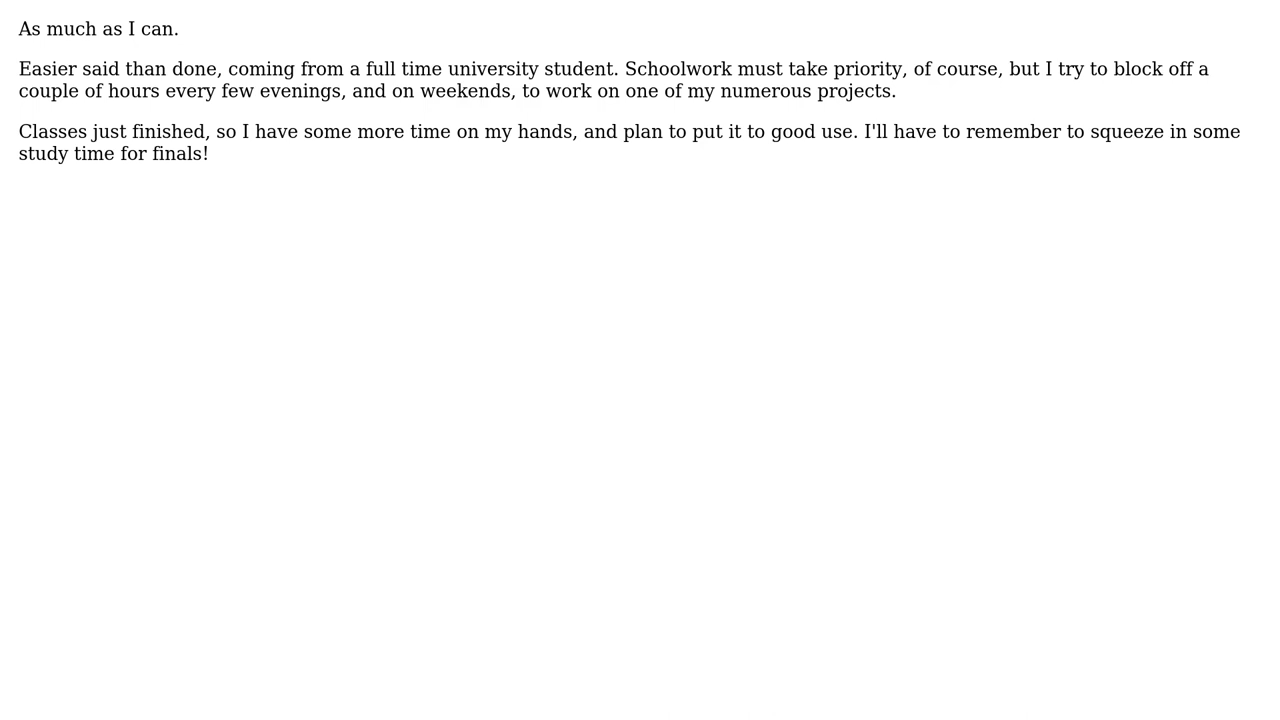 As much as I can.
Easier said than done, coming from a full time university student. Schoolwork must take priority, of course, but I try to block off a
couple of hours every few evenings, and on weekends, to work on one of my numerous projects.
Classes just finished, so I have some more time on my hands, and plan to put it to good use. I'll have to remember to squeeze in some
study time for finals!